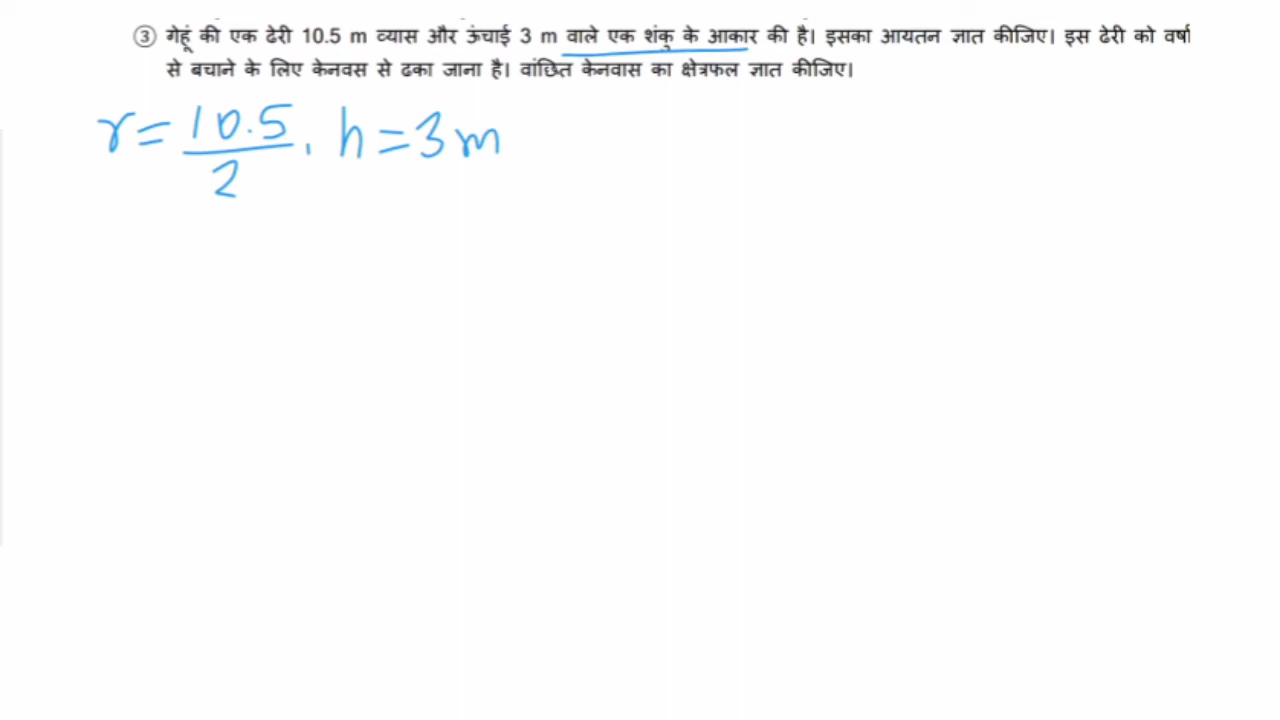 ③ गेहूं की एक ढेरी 10.5 m व्यास और ऊंचाई 3 m वाले एक शंकु के आकार की है। इसका आयतन ज्ञात कीजिए। इस ढेरी को वर्षा
से बचाने के लिए केनवस से ढका जाना है। वांछित केनवास का क्षेत्रफल ज्ञात कीजिए।
r = 10.5/2, h = 3 m